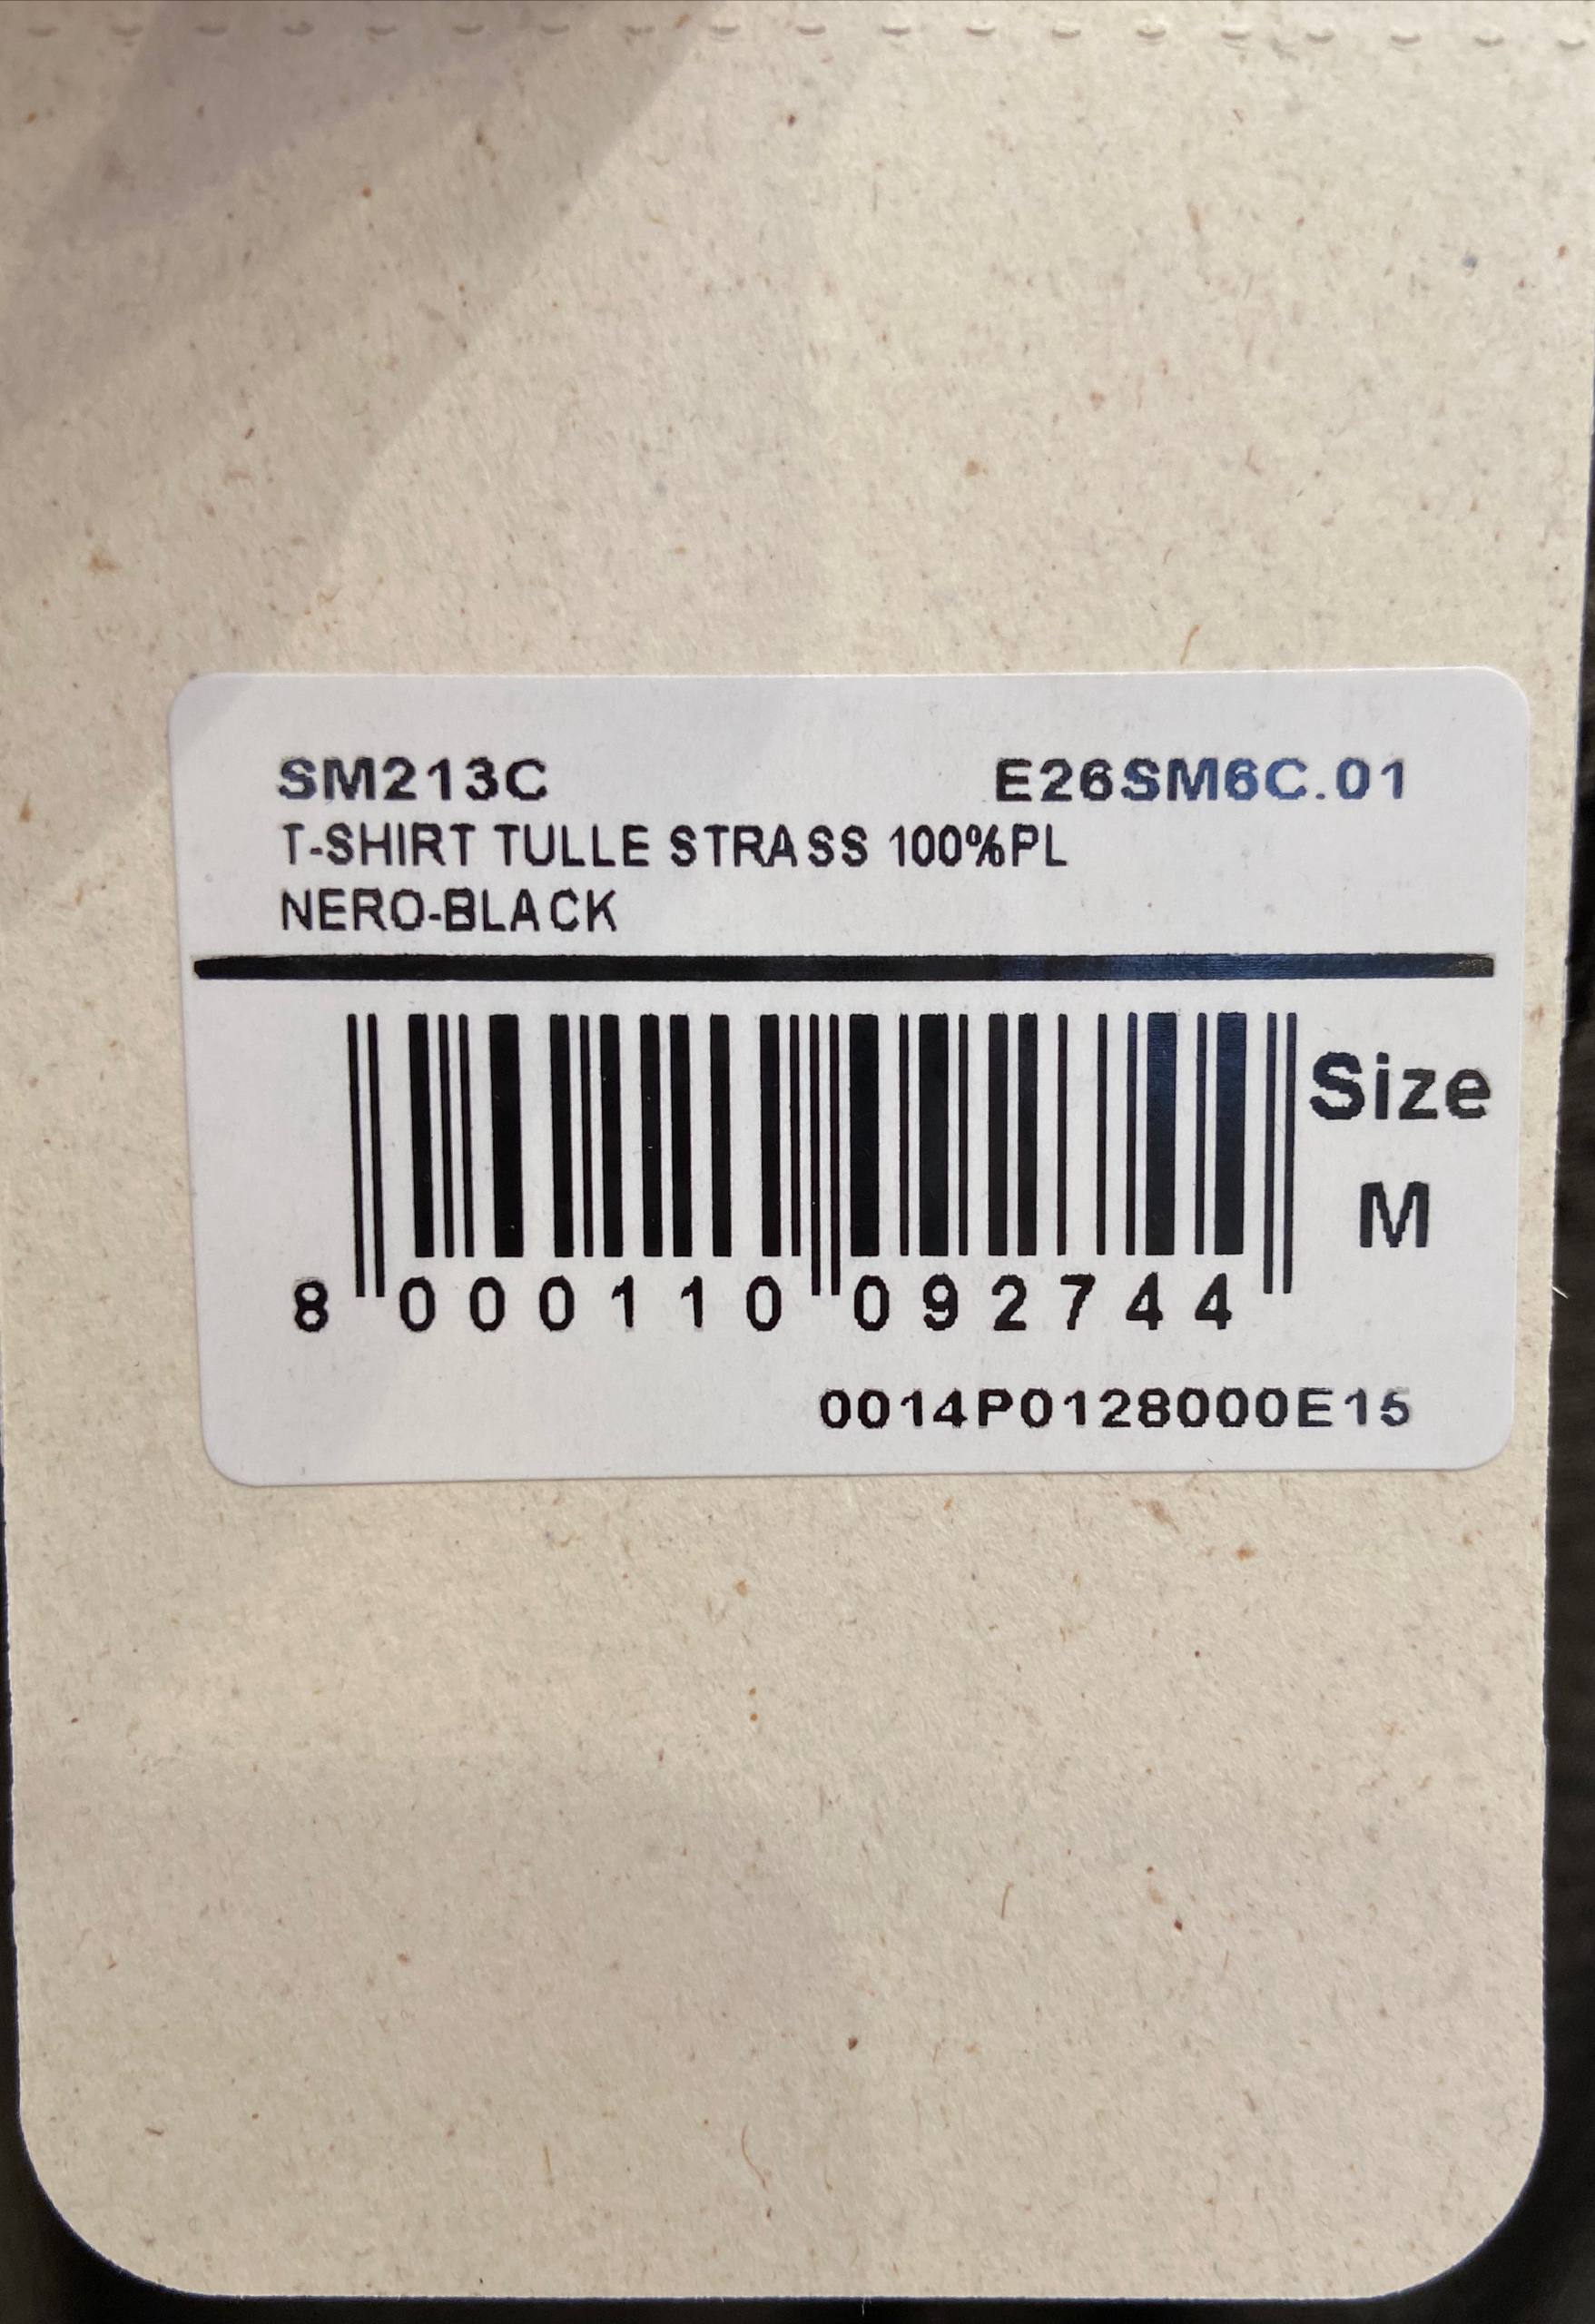 SM213C E26SM6C.01
T-SHIRT TULLE STRASS 100%PL
NERO-BLACK
Size
M
8 000110 092744
0014P0128000E15